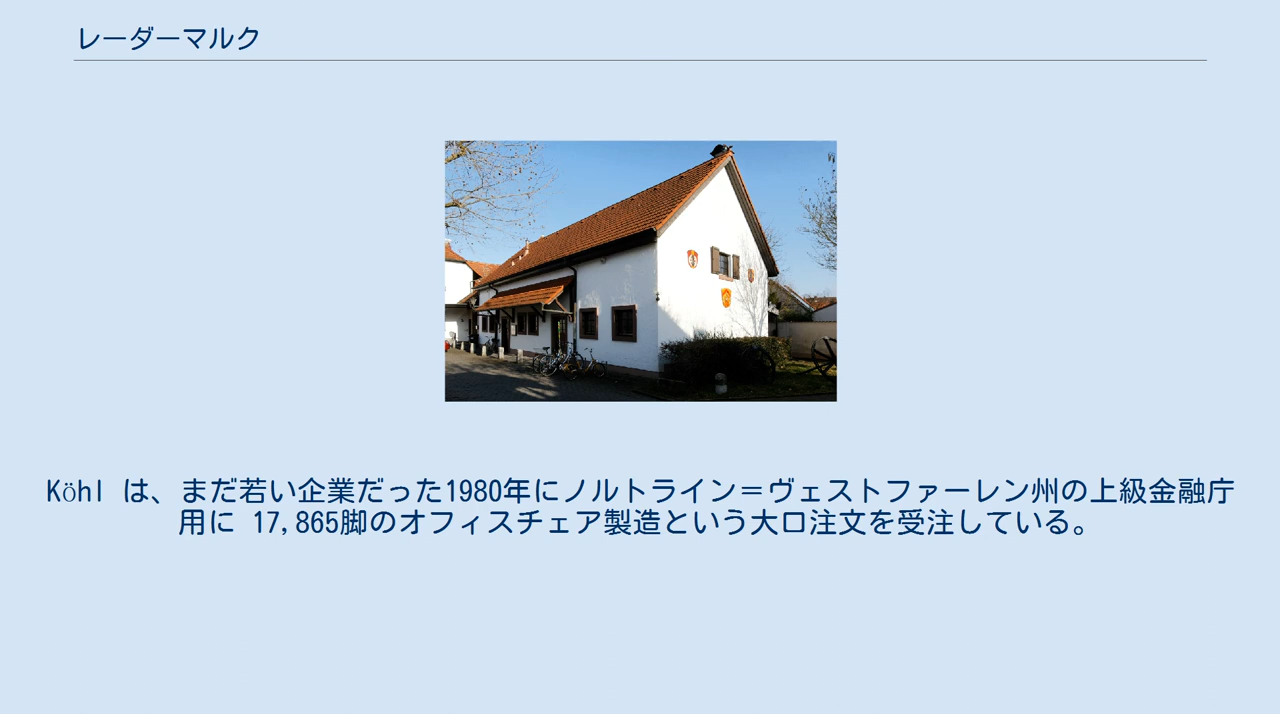 レーダーマルク
Köhl は、まだ若い企業だった1980年にノルトライン＝ヴェストファーレン州の上級金融庁
用に 17,865脚のオフィスチェア製造という大口注文を受注している。